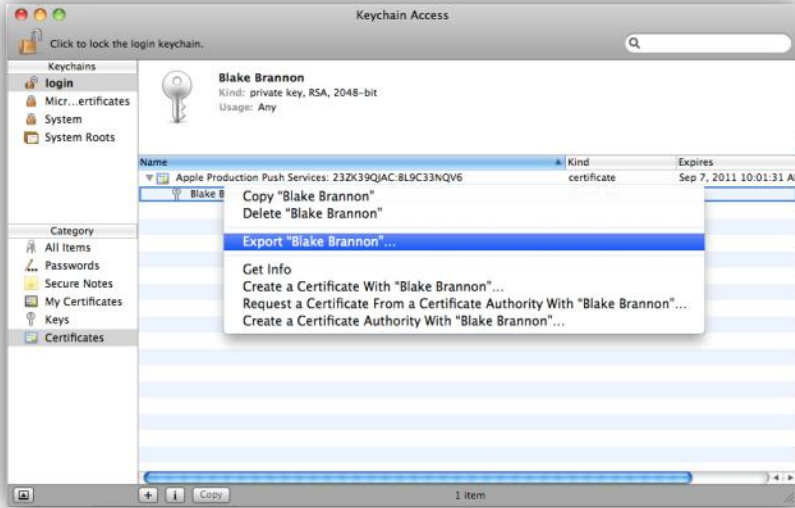 Keychain Access
Click to lock the login keychain.
Keychains
login
Micr...ertificates
System
System Roots
Category
All Items
Passwords
Secure Notes
My Certificates
Keys
Certificates
Blake Brannon
Kind: private key, RSA, 2048-bit
Usage: Any
Name Kind Expires
Apple Production Push Services: 23ZK39QJAC:8L9C33NQV6 certificate Sep 7, 2011 10:01:31 A
Blake B
Copy "Blake Brannon"
Delete "Blake Brannon"
Export "Blake Brannon"...
Get Info
Create a Certificate With "Blake Brannon"...
Request a Certificate From a Certificate Authority With "Blake Brannon"...
Create a Certificate Authority With "Blake Brannon"...
+ i Copy 1 item